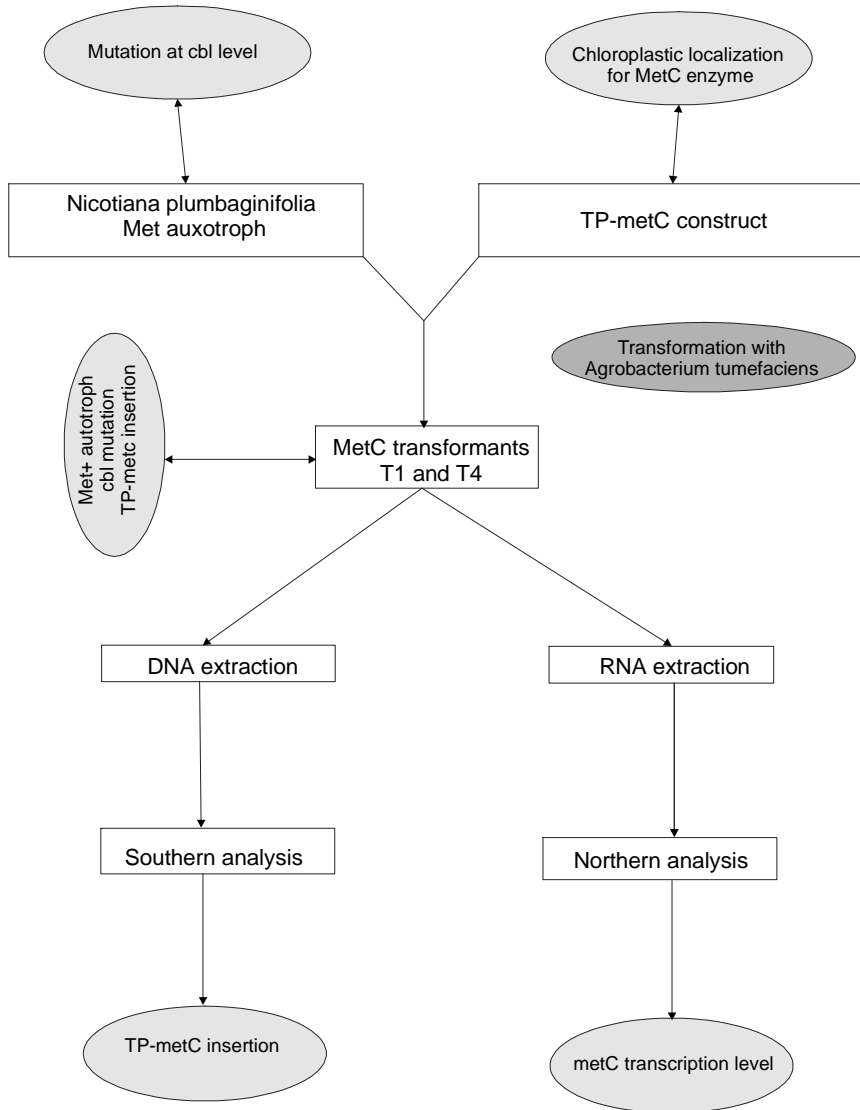 Mutation at cbl level
Chloroplastic localization
for MetC enzyme
Nicotiana plumbaginifolia
Met auxotroph
TP-metC construct
Transformation with
Agrobacterium tumefaciens
Met+ autotroph
cbl mutation
TP-metc insertion
MetC transformants
T1 and T4
DNA extraction
RNA extraction
Southern analysis
Northern analysis
TP-metC insertion
metC transcription level